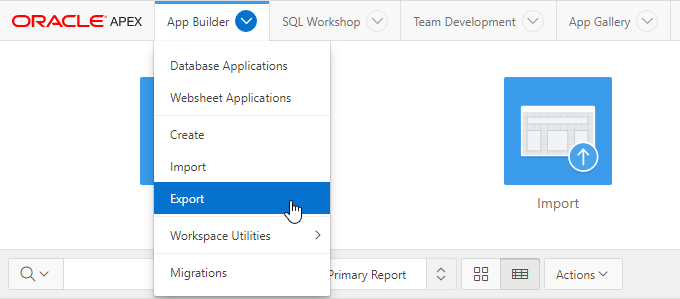 ORACLE APEX
App Builder
SQL Workshop
Team Development
App Gallery
Database Applications
Websheet Applications
Create
Import
Export
Workspace Utilities
Migrations
Import
Primary Report
Actions